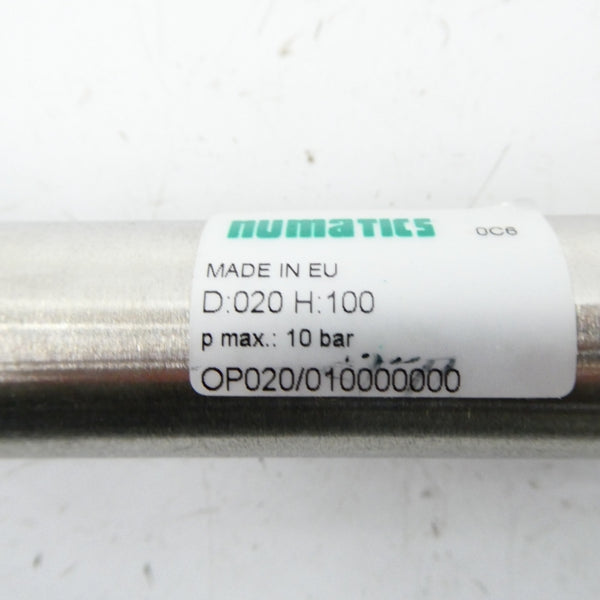 numatics 0C6
MADE IN EU
D:020 H:100
p max.: 10 bar
OP020/010000000